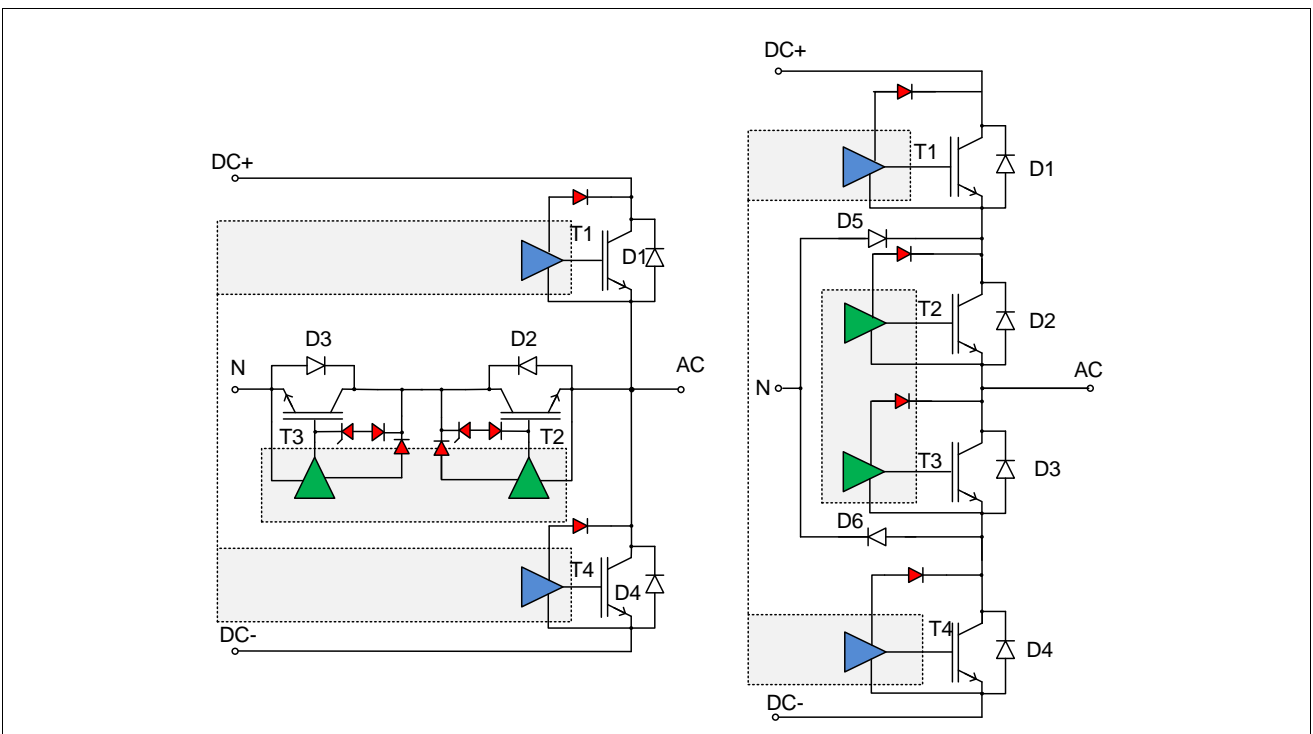 DC+
T1
D1
D3
D2
N
AC
T3
T2
T4
D4
DC-
DC+
T1
D1
D5
T2
D2
N
AC
T3
D3
D6
T4
D4
DC-